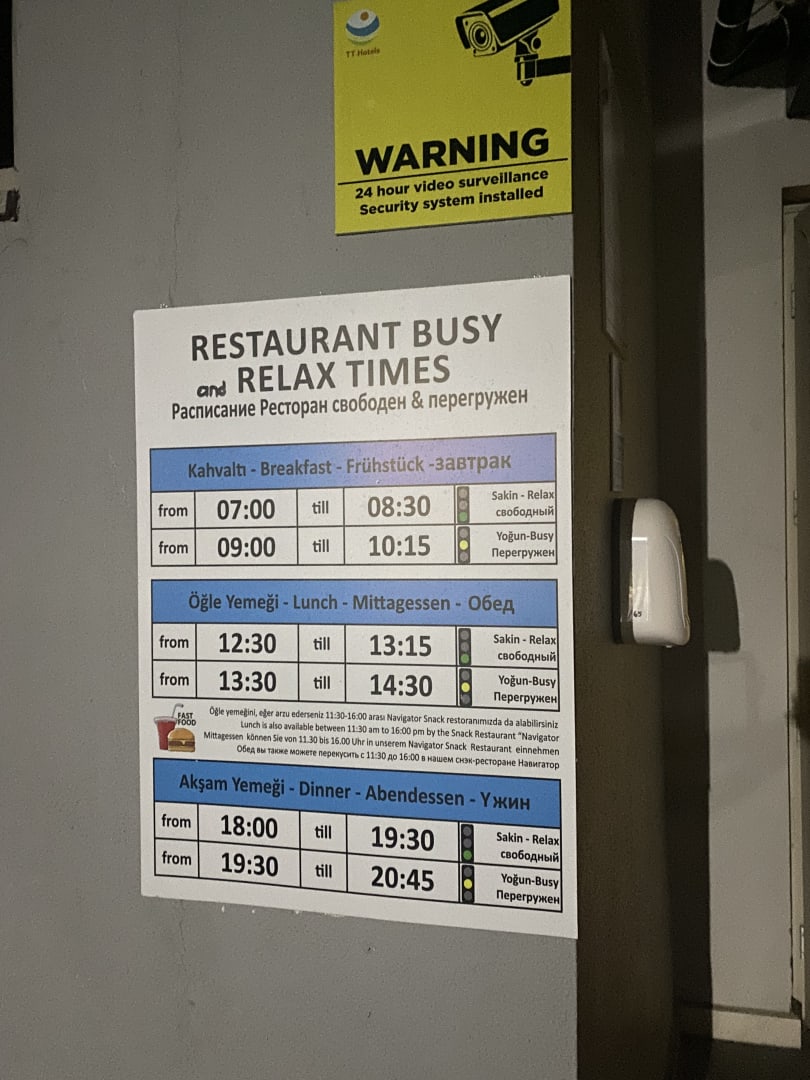 TT Hotels
WARNING
24 hour video surveillance
Security system installed
RESTAURANT BUSY
and RELAX TIMES
Расписание Ресторан свободен & перегружен
Kahvaltı - Breakfast - Frühstück -завтрак
from 07:00 till 08:30 Sakin - Relax
свободный
from 09:00 till 10:15 Yoğun-Busy
Перегружен
Öğle Yemeği - Lunch - Mittagessen - Обед
from 12:30 till 13:15 Sakin - Relax
свободный
from 13:30 till 14:30 Yoğun-Busy
Перегружен
FAST
FOOD
Öğle yemeğini, eğer arzu ederseniz 11:30-16:00 arası Navigator Snack restoranımızda da alabilirsiniz
Lunch is also available between 11:30 am to 16:00 pm by the Snack Restaurant "Navigator
Mittagessen können Sie von 11.30 bis 16.00 Uhr in unserem Navigator Snack Restaurant einnehmen
Обед вы также можете перекусить с 11:30 до 16:00 в нашем снэк-ресторане Навигатор
Akşam Yemeği - Dinner - Abendessen - Ужин
from 18:00 till 19:30 Sakin - Relax
свободный
from 19:30 till 20:45 Yoğun-Busy
Перегружен